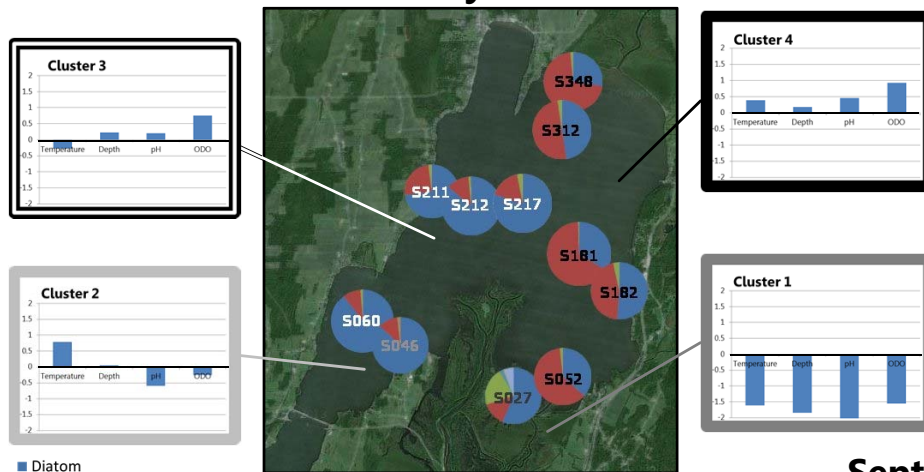 Cluster 3
2
1.5
1
0.5
0
-0.5
-1
-1.5
-2
Temperature Depth pH ODO
Cluster 4
2
1.5
1
0.5
0
-0.5
-1
-1.5
-2
Temperature Depth pH ODO
S348
S312
S211
S212
S217
S181
S182
S060
S046
S052
S027
Cluster 2
2
1.5
1
0.5
0
-0.5
-1
-1.5
-2
Temperature Depth pH ODO
Cluster 1
2
1.5
1
0.5
0
-0.5
-1
-1.5
-2
Temperature Depth pH ODO
Diatom
Sept